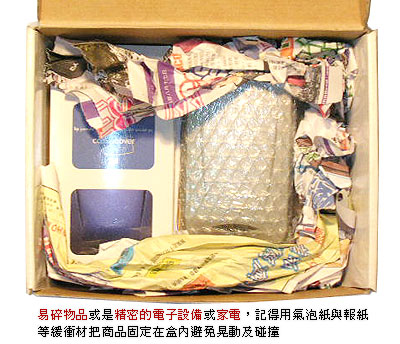 易碎物品或是精密的電子設備或家電，記得用氣泡紙與報紙
等緩衝材把商品固定在盒內避免晃動及碰撞